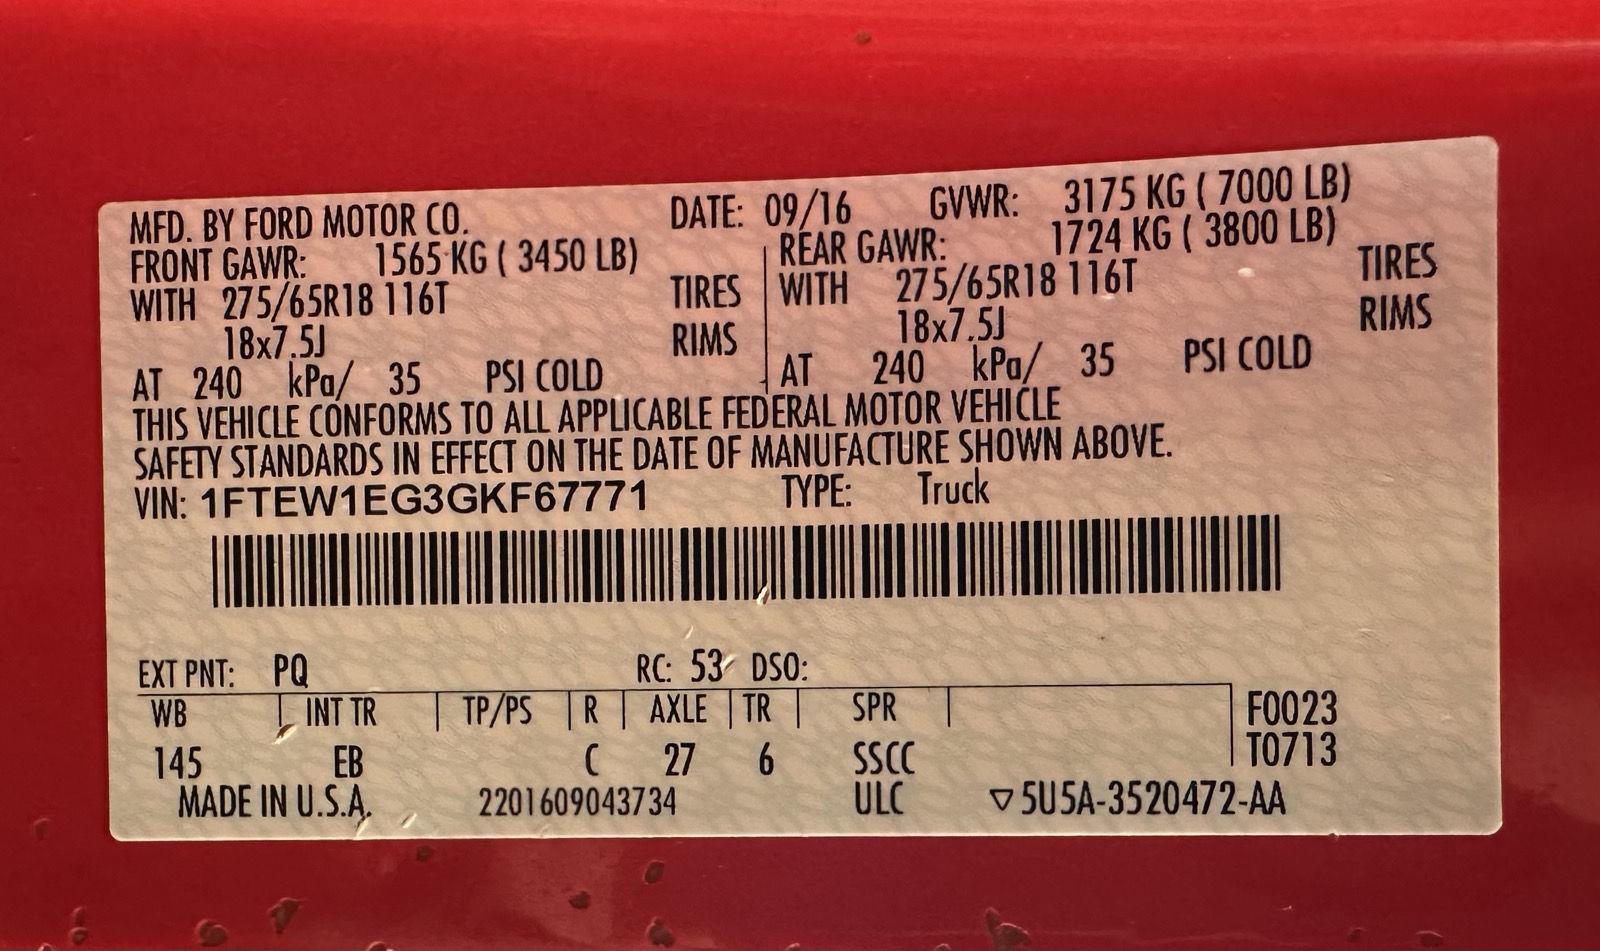 MFD. BY FORD MOTOR CO. DATE: 09/16 GVWR: 3175 KG ( 7000 LB)
FRONT GAWR: 1565 KG ( 3450 LB) REAR GAWR: 1724 KG ( 3800 LB)
WITH 275/65R18 116T TIRES WITH 275/65R18 116T TIRES
18x7.5J RIMS 18x7.5J RIMS
AT 240 kPa/ 35 PSI COLD AT 240 kPa/ 35 PSI COLD
THIS VEHICLE CONFORMS TO ALL APPLICABLE FEDERAL MOTOR VEHICLE
SAFETY STANDARDS IN EFFECT ON THE DATE OF MANUFACTURE SHOWN ABOVE.
VIN: 1FTEW1EG3GKF67771 TYPE: Truck
EXT PNT: PQ RC: 53 DSO:
WB INT TR TP/PS R AXLE TR SPR F0023
145 EB C 27 6 SSCC T0713
MADE IN U.S.A. 2201609043734 ULC ▽5U5A-3520472-AA